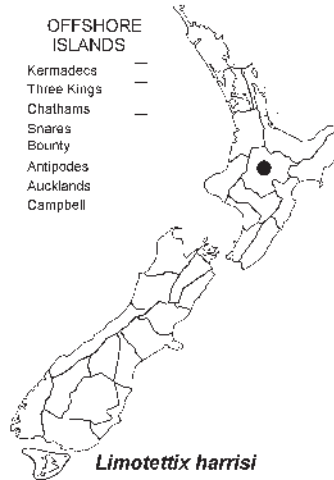 OFFSHORE
ISLANDS
Kermadecs
Three Kings
Chathams
Snares
Bounty
Antipodes
Aucklands
Campbell
Limotettix harrisi